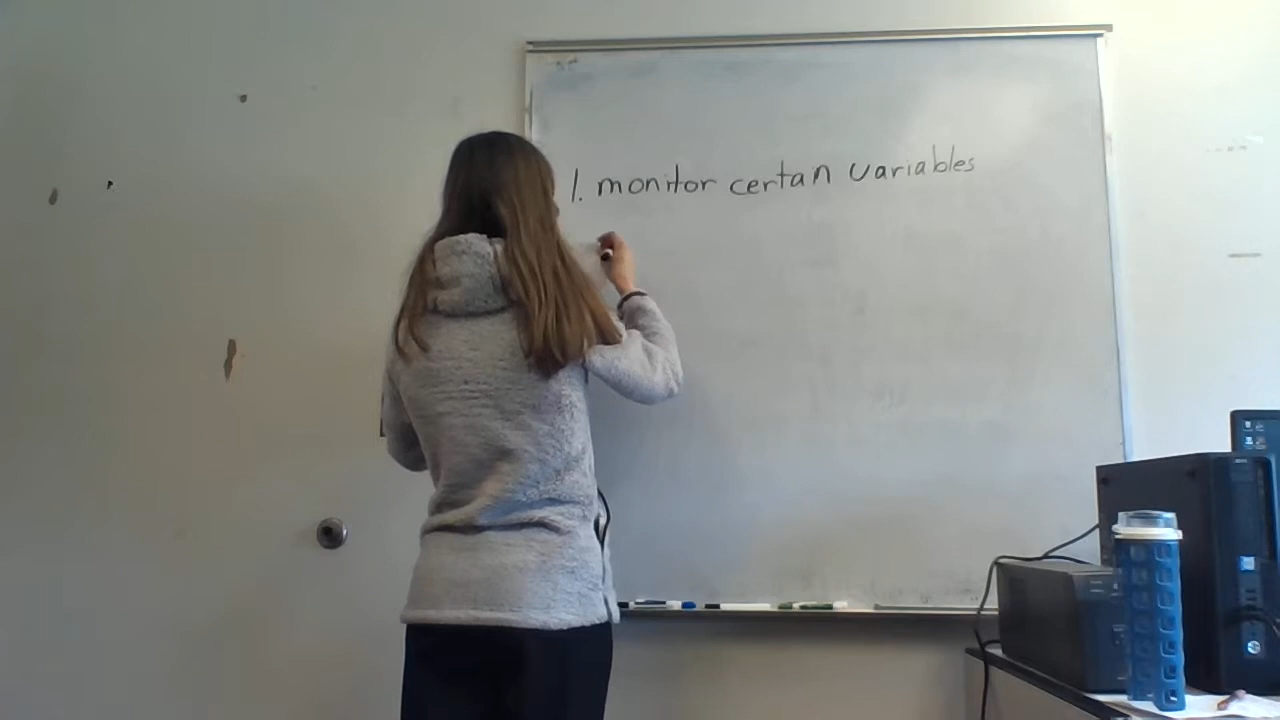 1. monitor certan variables